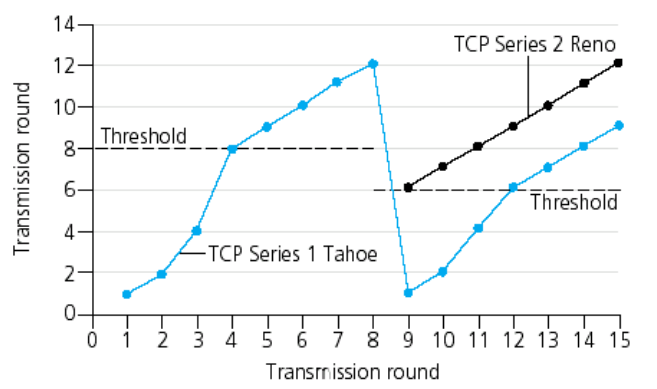 14
12
10
8
6
4
2
0
Transmission round
TCP Series 2 Reno
Threshold
Threshold
TCP Series 1 Tahoe
0 1 2 3 4 5 6 7 8 9 10 11 12 13 14 15
Transmission round